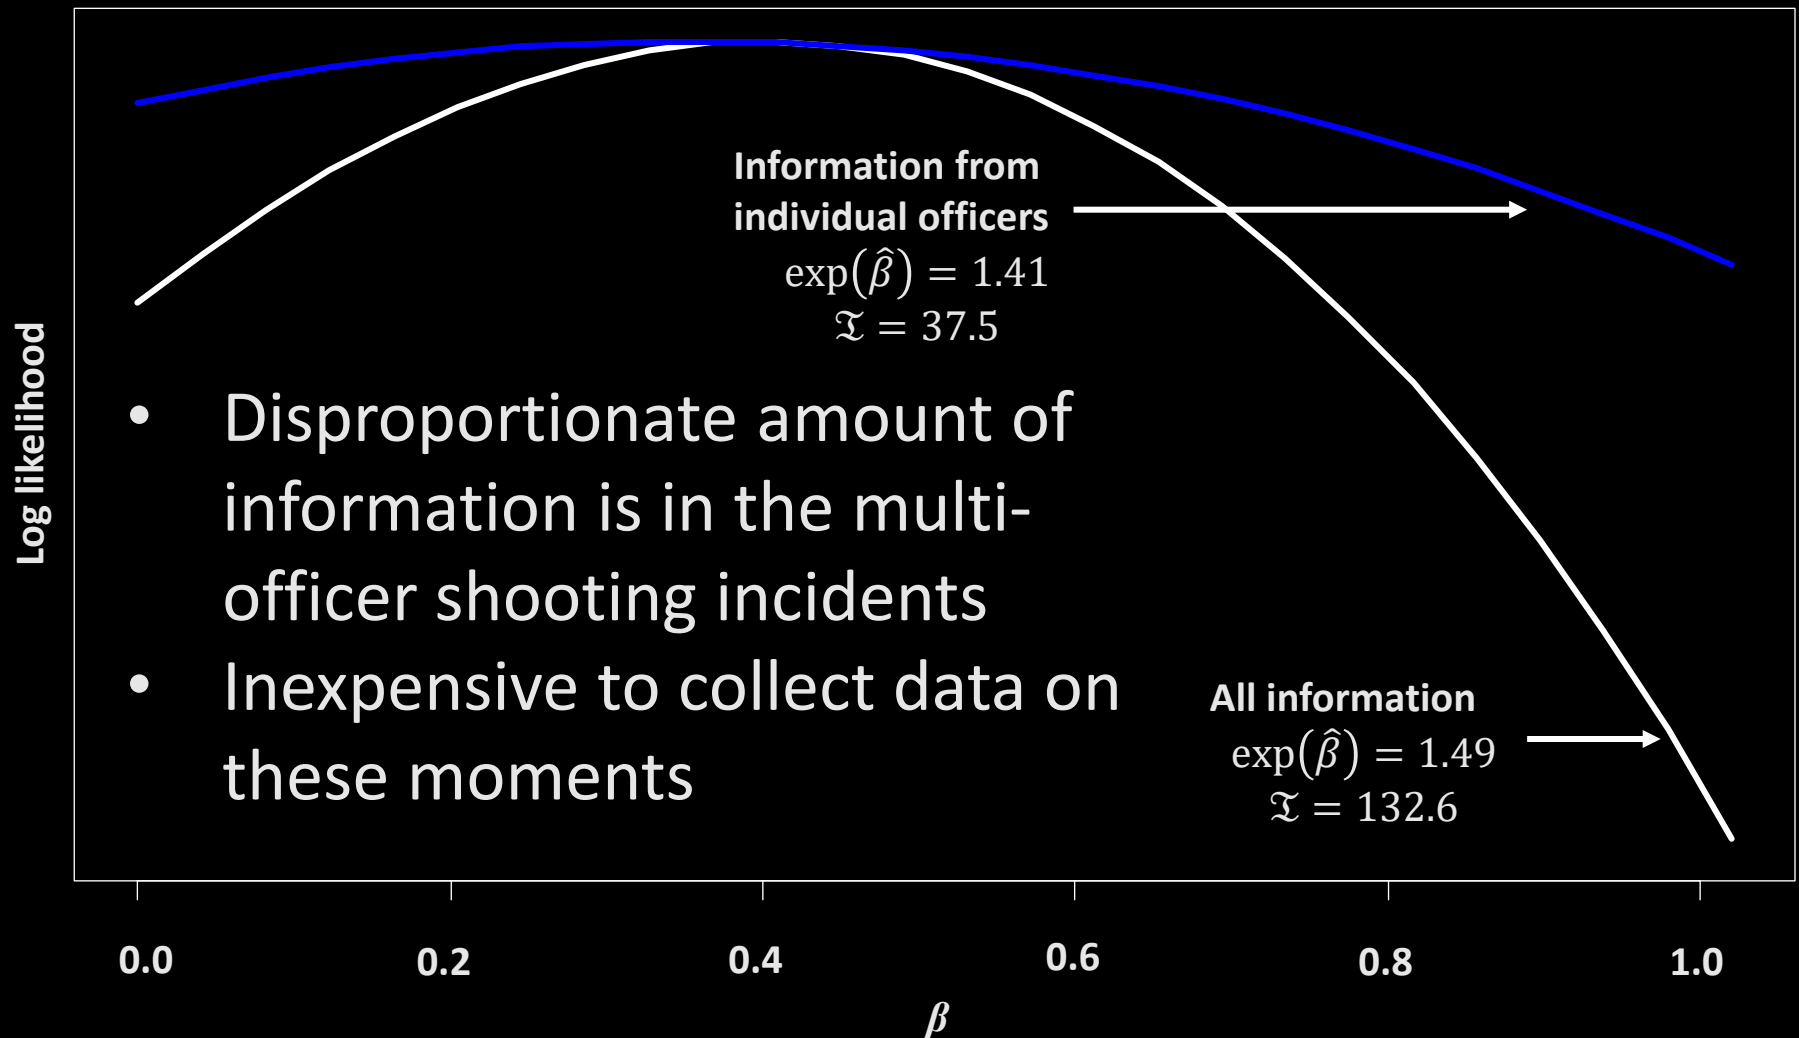 Information from
individual officers
exp(β̂) = 1.41
𝔗 = 37.5
• Disproportionate amount of
information is in the multi-
officer shooting incidents
• Inexpensive to collect data on
these moments
All information
exp(β̂) = 1.49
𝔗 = 132.6
Log likelihood
0.0 0.2 0.4 0.6 0.8 1.0
β